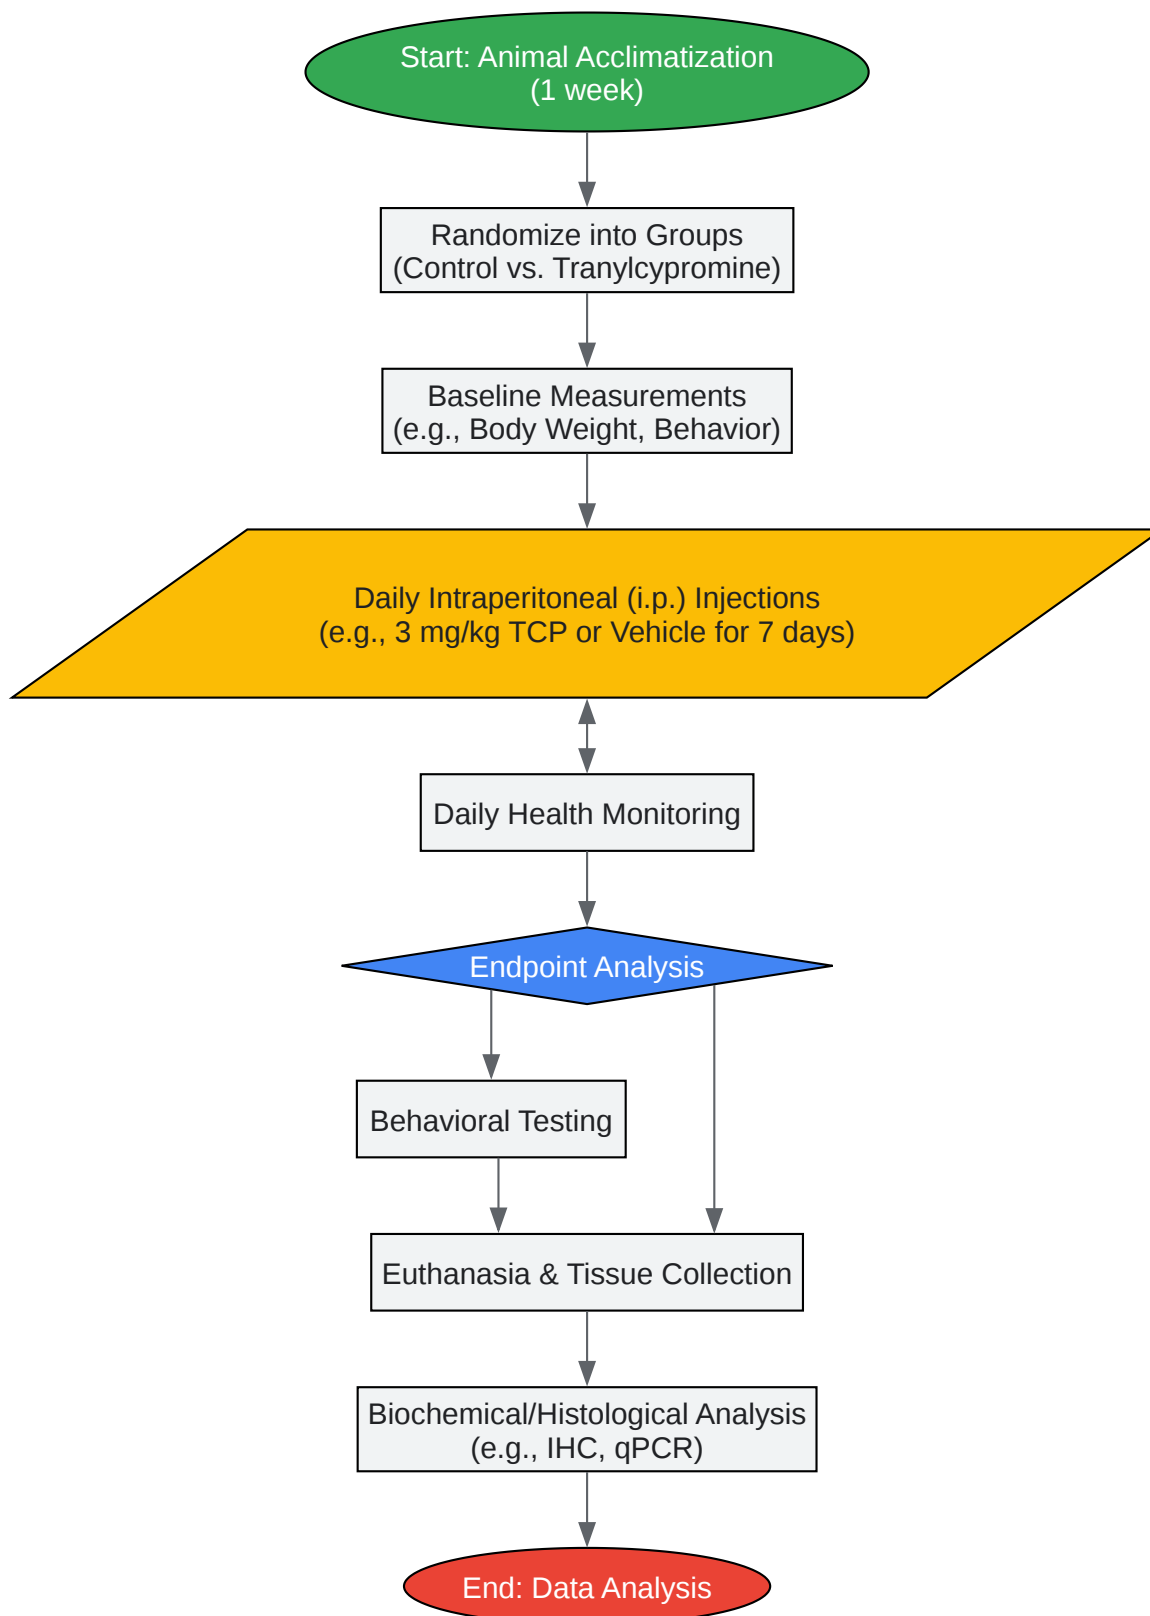 Start: Animal Acclimatization
(1 week)
Randomize into Groups
(Control vs. Tranylcypromine)
Baseline Measurements
(e.g., Body Weight, Behavior)
Daily Intraperitoneal (i.p.) Injections
(e.g., 3 mg/kg TCP or Vehicle for 7 days)
Daily Health Monitoring
Endpoint Analysis
Behavioral Testing
Euthanasia & Tissue Collection
Biochemical/Histological Analysis
(e.g., IHC, qPCR)
End: Data Analysis